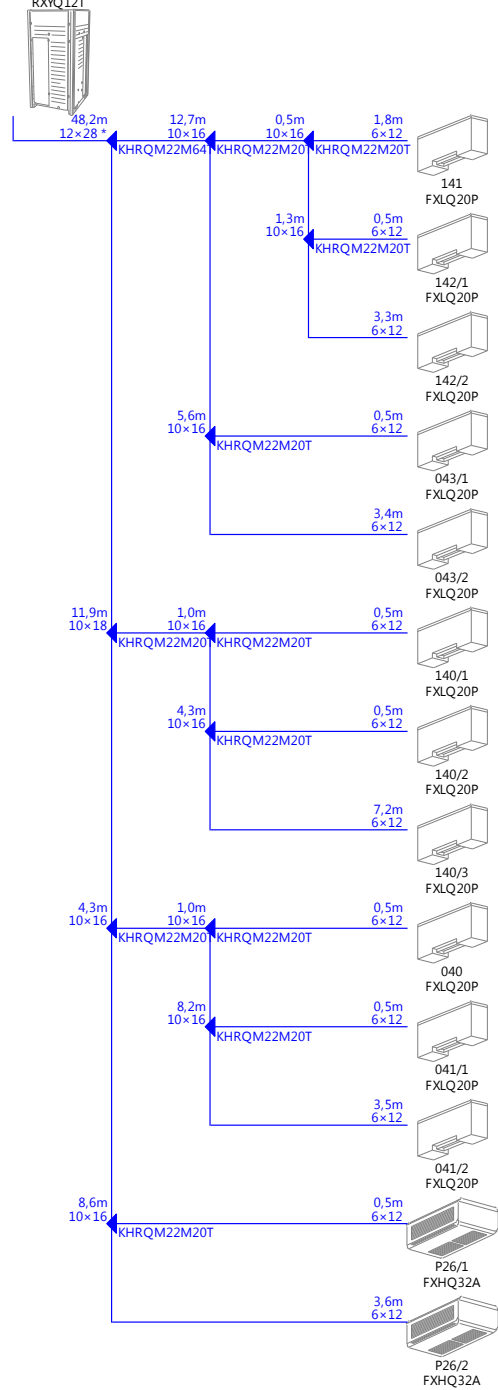 RXYQ12T
48,2m 12,7m 0,5m 1,8m
12×28 * 10×16 10×16 6×12
KHRQM22M64 KHRQM22M20T KHRQM22M20T
141
FXLQ20P
1,3m 0,5m
10×16 6×12
KHRQM22M20T
142/1
FXLQ20P
3,3m
6×12
142/2
FXLQ20P
5,6m 0,5m
10×16 6×12
KHRQM22M20T
043/1
FXLQ20P
3,4m
6×12
043/2
FXLQ20P
11,9m 1,0m 0,5m
10×18 10×16 6×12
KHRQM22M20T KHRQM22M20T
140/1
FXLQ20P
4,3m 0,5m
10×16 6×12
KHRQM22M20T
140/2
FXLQ20P
7,2m
6×12
140/3
FXLQ20P
4,3m 1,0m 0,5m
10×16 10×16 6×12
KHRQM22M20T KHRQM22M20T
040
FXLQ20P
8,2m 0,5m
10×16 6×12
KHRQM22M20T
041/1
FXLQ20P
3,5m
6×12
041/2
FXLQ20P
8,6m 0,5m
10×16 6×12
KHRQM22M20T
P26/1
FXHQ32A
3,6m
6×12
P26/2
FXHQ32A